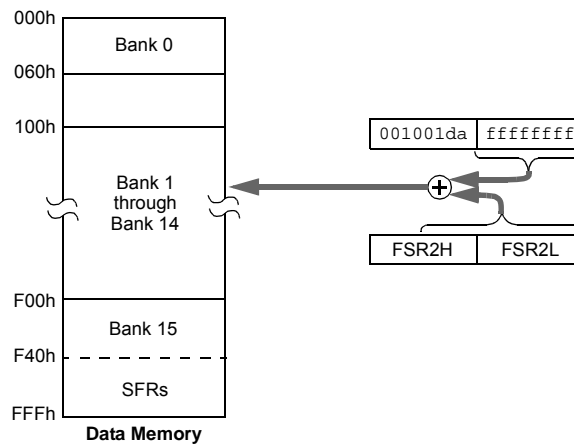 000h
Bank 0
060h
100h
001001da ffffffff
Bank 1
through
Bank 14
FSR2H FSR2L
F00h
Bank 15
F40h
SFRs
FFFh
Data Memory